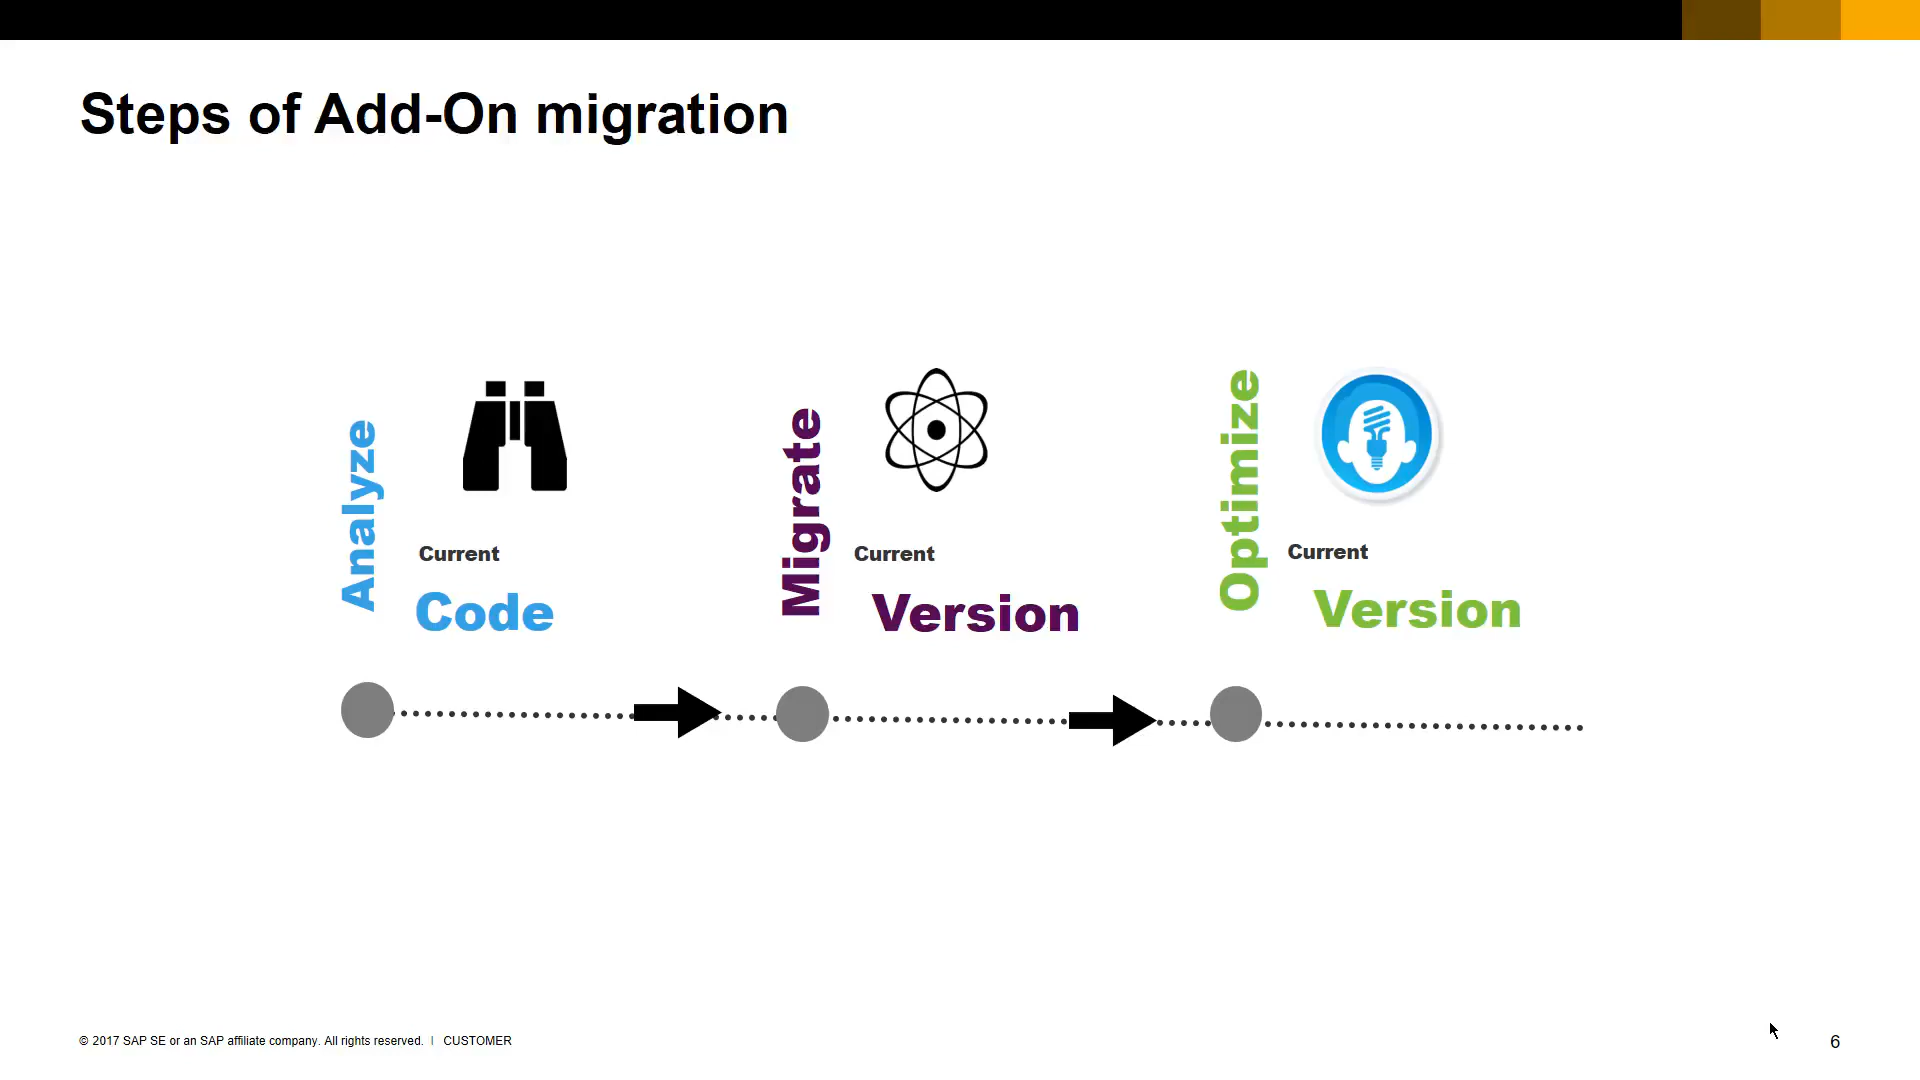 Steps of Add-On migration
Analyze
Current
Code
Migrate
Current
Version
Optimize
Current
Version
© 2017 SAP SE or an SAP affiliate company. All rights reserved. | CUSTOMER
6